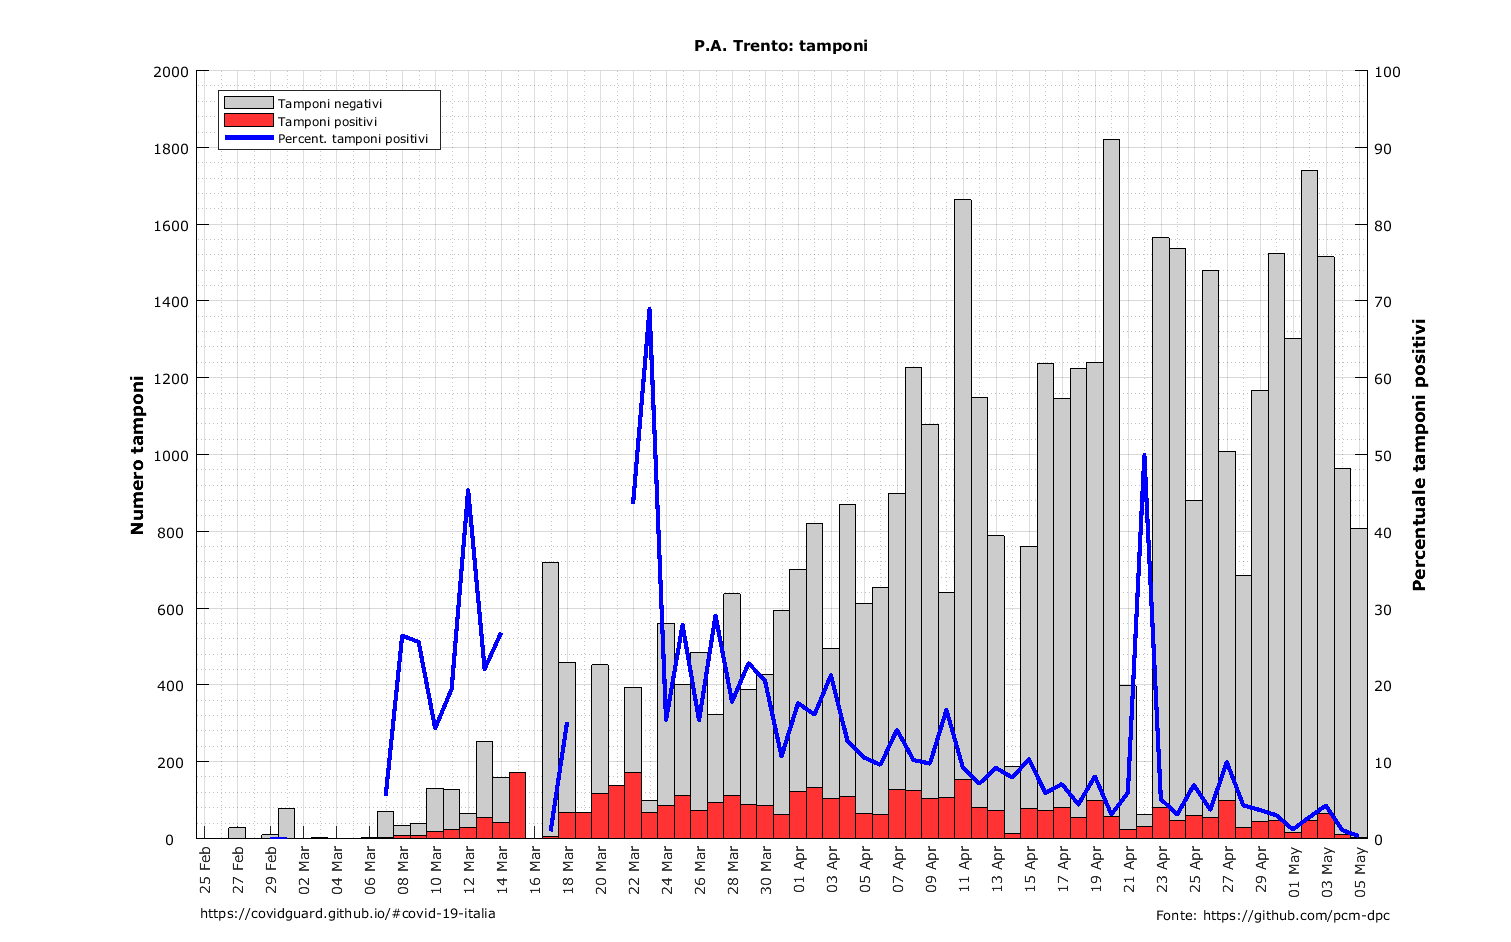 P.A. Trento: tamponi
Tamponi negativi
Tamponi positivi
Percent. tamponi positivi
Numero tamponi
2000
1800
1600
1400
1200
1000
800
600
400
200
0
100
90
80
70
60
50
40
30
20
10
0
Percentuale tamponi positivi
25 Feb
27 Feb
29 Feb
02 Mar
04 Mar
06 Mar
08 Mar
10 Mar
12 Mar
14 Mar
16 Mar
18 Mar
20 Mar
22 Mar
24 Mar
26 Mar
28 Mar
30 Mar
01 Apr
03 Apr
05 Apr
07 Apr
09 Apr
11 Apr
13 Apr
15 Apr
17 Apr
19 Apr
21 Apr
23 Apr
25 Apr
27 Apr
29 Apr
01 May
03 May
05 May
https://covidguard.github.io/#covid-19-italia
Fonte: https://github.com/pcm-dpc